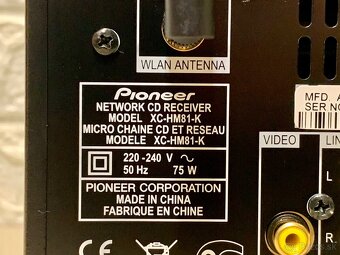 WLAN ANTENNA
Pioneer
NETWORK CD RECEIVER
MODEL XC-HM81-K
MICRO CHAINE CD ET RESEAU
MODELE XC-HM81-K
220 -240 V
50 Hz 75 W
PIONEER CORPORATION
MADE IN CHINA
FABRIQUE EN CHINE
MFD. A
SER NO
VIDEO
LIN
L
R
CE